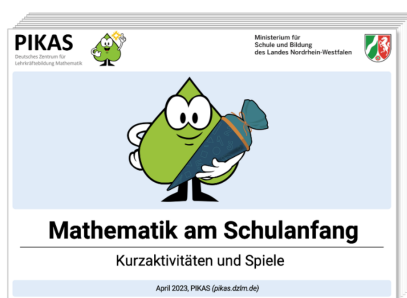 PIKAS
Deutsches Zentrum für
Lehrkräftebildung Mathematik
Ministerium für
Schule und Bildung
des Landes Nordrhein-Westfalen
Mathematik am Schulanfang
Kurzaktivitäten und Spiele
April 2023, PIKAS (pikas.dzlm.de)